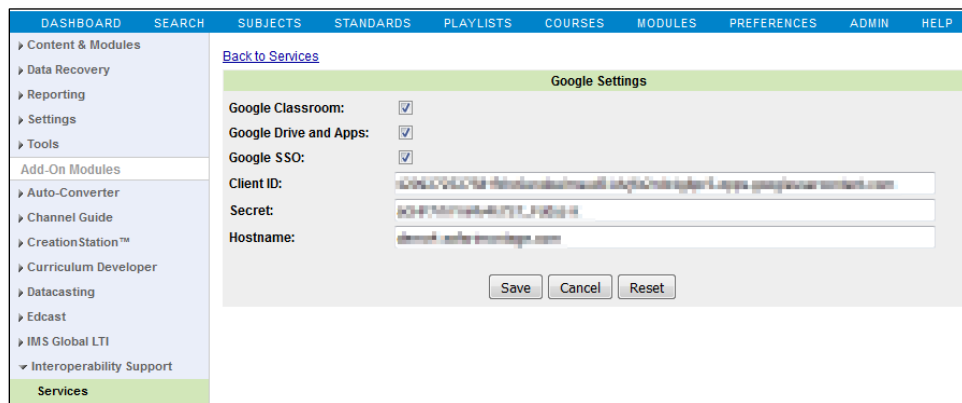 DASHBOARD SEARCH SUBJECTS STANDARDS PLAYLISTS COURSES MODULES PREFERENCES ADMIN HELP
Content & Modules
Data Recovery
Reporting
Settings
Tools
Add-On Modules
Auto-Converter
Channel Guide
CreationStation™
Curriculum Developer
Datacasting
Edcast
IMS Global LTI
Interoperability Support
Services
Back to Services
Google Settings
Google Classroom:
Google Drive and Apps:
Google SSO:
Client ID:
Secret:
Hostname:
Save Cancel Reset